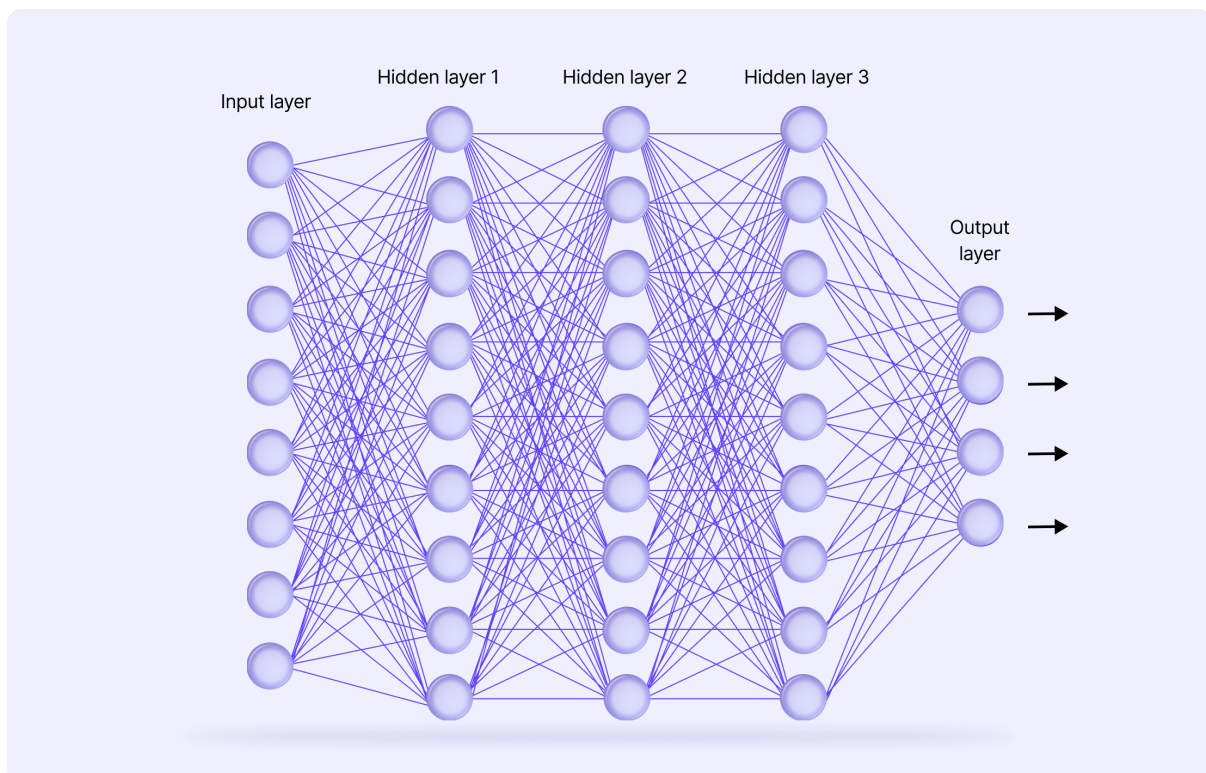 Input layer
Hidden layer 1
Hidden layer 2
Hidden layer 3
Output
layer